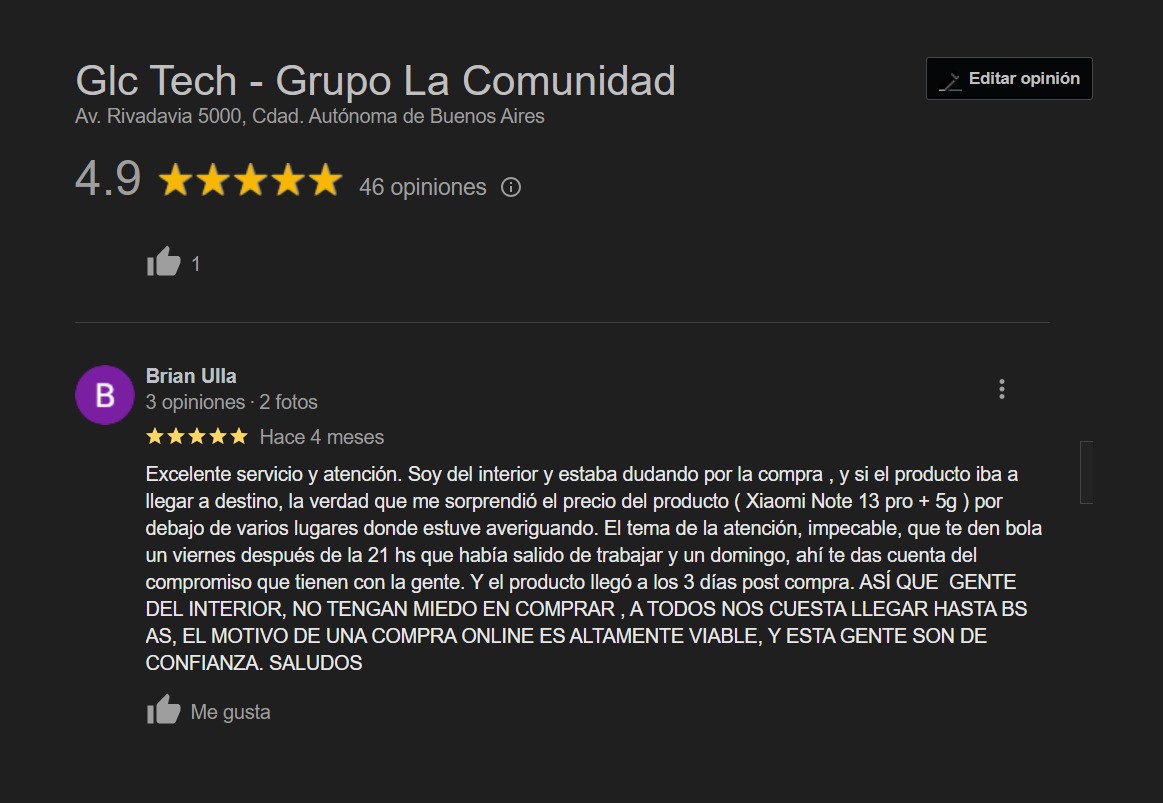 Glc Tech - Grupo La Comunidad
Editar opinión
Av. Rivadavia 5000, Cdad. Autónoma de Buenos Aires
4.9
46 opiniones
1
B
Brian Ulla
3 opiniones · 2 fotos
Hace 4 meses
Excelente servicio y atención. Soy del interior y estaba dudando por la compra , y si el producto iba a
llegar a destino, la verdad que me sorprendió el precio del producto ( Xiaomi Note 13 pro + 5g ) por
debajo de varios lugares donde estuve averiguando. El tema de la atención, impecable, que te den bola
un viernes después de la 21 hs que había salido de trabajar y un domingo, ahí te das cuenta del
compromiso que tienen con la gente. Y el producto llegó a los 3 días post compra. ASÍ QUE  GENTE
DEL INTERIOR, NO TENGAN MIEDO EN COMPRAR , A TODOS NOS CUESTA LLEGAR HASTA BS
AS, EL MOTIVO DE UNA COMPRA ONLINE ES ALTAMENTE VIABLE, Y ESTA GENTE SON DE
CONFIANZA. SALUDOS
Me gusta